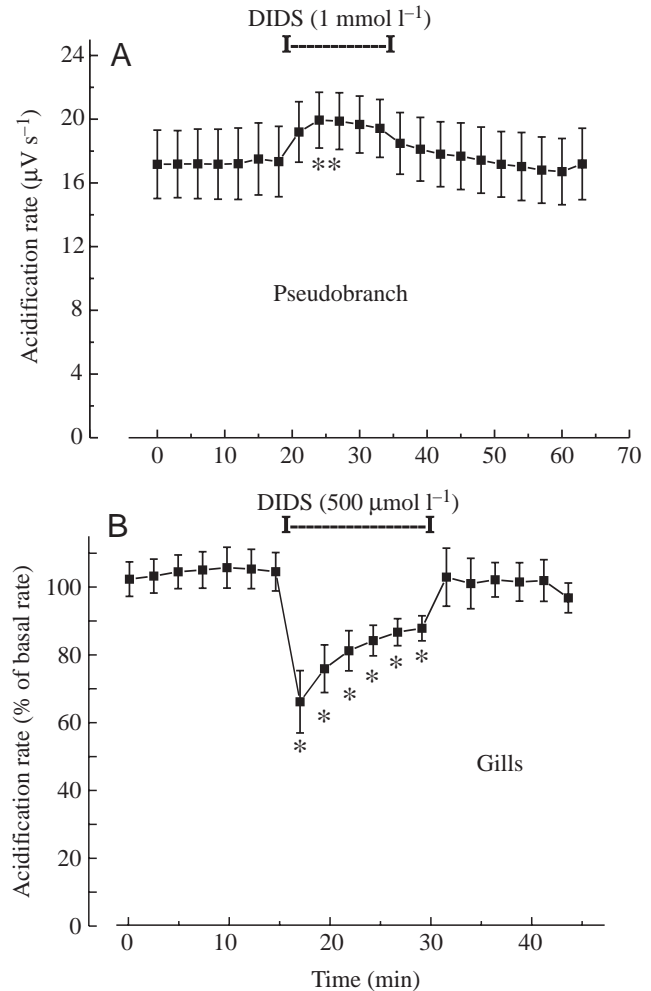 DIDS (1 mmol l–1)
A
24
20
16
12
8
4
0
Acidification rate (μV s–1)
**
Pseudobranch
0 10 20 30 40 50 60 70
DIDS (500 μmol l–1)
B
100
80
60
40
20
0
Acidification rate (% of basal rate)
* * * * * *
Gills
0 10 20 30 40
Time (min)